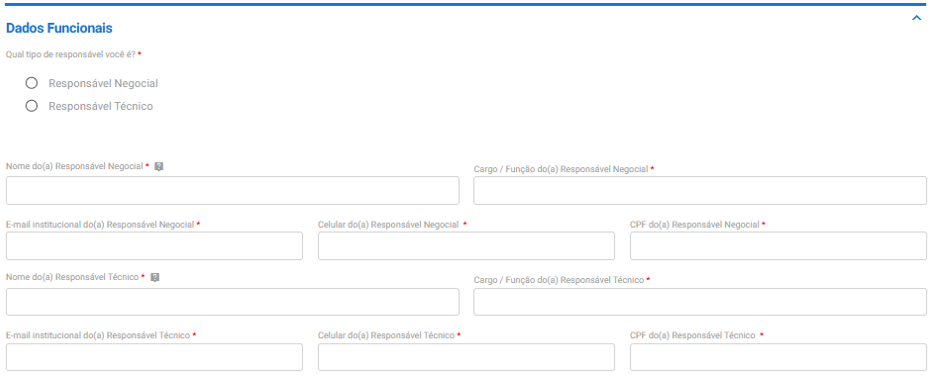 Dados Funcionais
Qual tipo de responsável você é? *
Responsável Negocial
Responsável Técnico
Nome do(a) Responsável Negocial * ?
Cargo / Função do(a) Responsável Negocial *
E-mail institucional do(a) Responsável Negocial *
Celular do(a) Responsável Negocial *
CPF do(a) Responsável Negocial *
Nome do(a) Responsável Técnico * ?
Cargo / Função do(a) Responsável Técnico *
E-mail institucional do(a) Responsável Técnico *
Celular do(a) Responsável Técnico *
CPF do(a) Responsável Técnico *